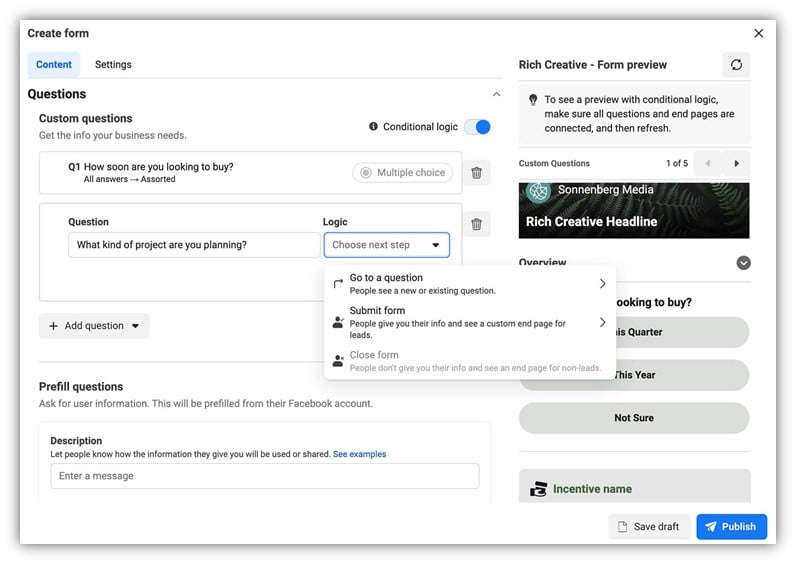 Create form
Content
Settings
Questions
Custom questions
Get the info your business needs.
Conditional logic
Q1 How soon are you looking to buy?
All answers → Assorted
Multiple choice
Question
Logic
What kind of project are you planning?
Choose next step
Go to a question
People see a new or existing question.
Submit form
People give you their info and see a custom end page for
leads.
Close form
People don't give you their info and see an end page for non-leads.
Add question
Prefill questions
Ask for user information. This will be prefilled from their Facebook account.
Description
Let people know how the information they give you will be used or shared. See examples
Enter a message
Rich Creative - Form preview
To see a preview with conditional logic,
make sure all questions and end pages are
connected, and then refresh.
Custom Questions
1 of 5
Sonnenberg Media
Rich Creative Headline
Overview
ooking to buy?
is Quarter
This Year
Not Sure
Incentive name
Save draft
Publish